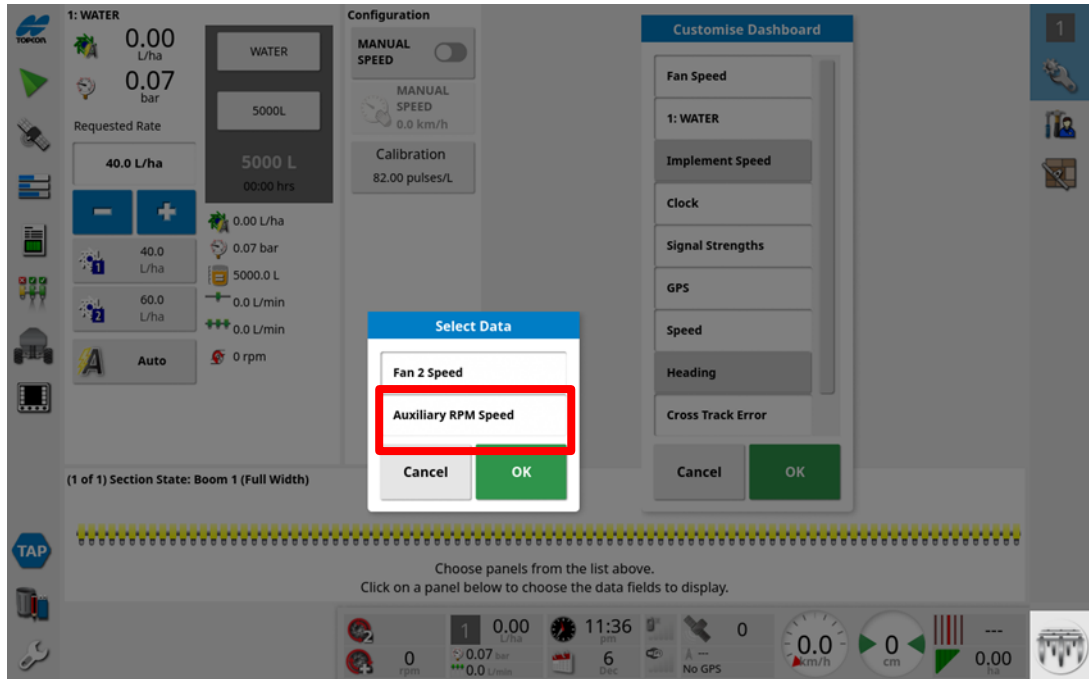 TOPCON
1: WATER
0.00
L/ha
0.07
bar
Requested Rate
40.0 L/ha
40.0
L/ha
1
60.0
L/ha
2
Auto
WATER
5000L
5000 L
00:00 hrs
0.00 L/ha
0.07 bar
5000.0 L
0.0 L/min
0.0 L/min
0 rpm
Configuration
MANUAL
SPEED
MANUAL
SPEED
0.0 km/h
Calibration
82.00 pulses/L
Select Data
Fan 2 Speed
Auxiliary RPM Speed
Cancel
OK
Customise Dashboard
Fan Speed
1: WATER
Implement Speed
Clock
Signal Strengths
GPS
Speed
Heading
Cross Track Error
Cancel
OK
1
(1 of 1) Section State: Boom 1 (Full Width)
TAP
Choose panels from the list above.
Click on a panel below to choose the data fields to display.
2
3
0
rpm
1
0.00
L/ha
0.07 bar
0.0 L/min
11:36
pm
6
Dec
0
---
No GPS
0.0
km/h
0
cm
---
0.00
ha